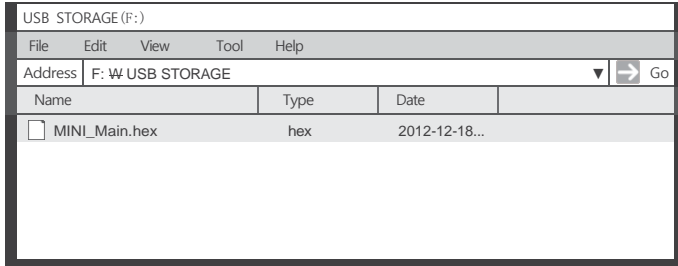 USB STORAGE(F:)
File Edit View Tool Help
Address F: ₩ USB STORAGE ▼ Go
Name Type Date
MINI_Main.hex hex 2012-12-18...